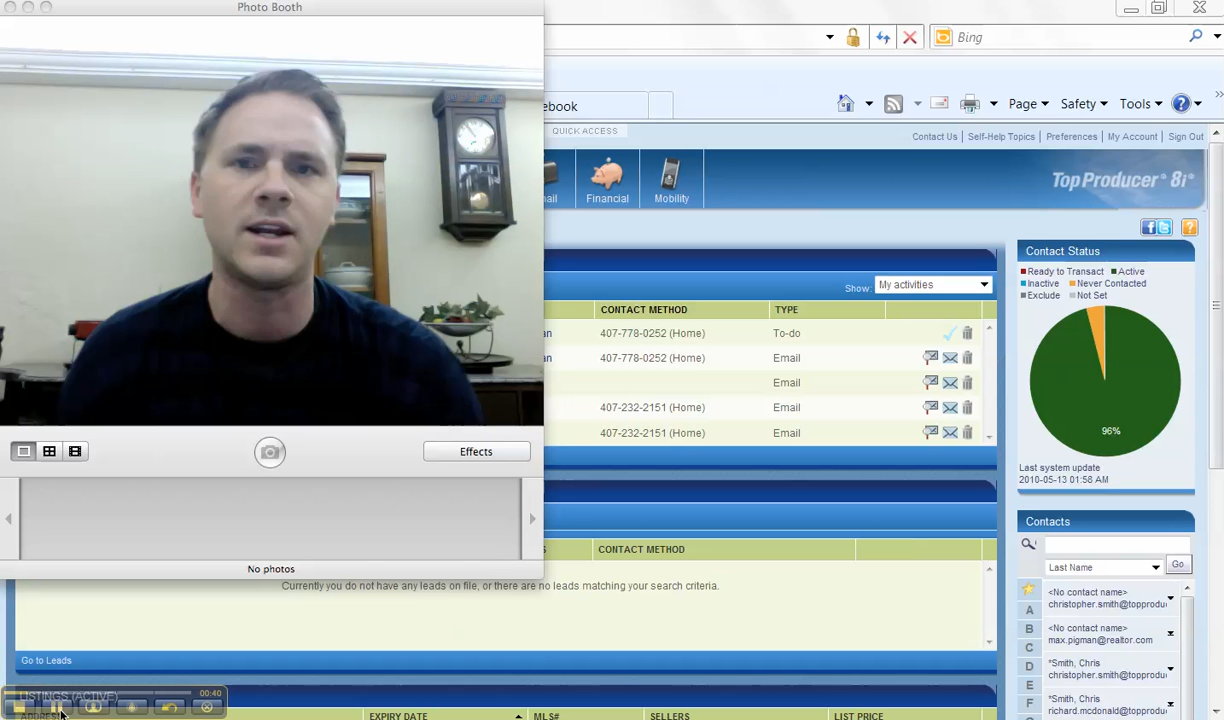 Photo Booth
Bing
ebook
Page
Safety
Tools
QUICK ACCESS
Contact Us | Self-Help Topics | Preferences | My Account | Sign Out
ail
Financial
Mobility
TOP PRODUCER® 8i®
Show: My activities
CONTACT METHOD TYPE
an 407-778-0252 (Home) To-do
an 407-778-0252 (Home) Email
Email
407-232-2151 (Home) Email
407-232-2151 (Home) Email
Contact Status
Ready to Transact Active
Inactive Never Contacted
Exclude Not Set
96%
Last system update
2010-05-13 01:58 AM
Effects
No photos
S CONTACT METHOD
Currently you do not have any leads on file, or there are no leads matching your search criteria.
Go to Leads
Contacts
Last Name Go
A
B
C
D
E
F
<No contact name>
christopher.smith@topprodu
<No contact name>
max.pigman@realtor.com
*Smith, Chris
richard.smith@topprodu
*Smith, Chris
richard.mcdonald@topprodu
LISTINGS (ACTIVE)
00:40
ADDRESS EXPIRY DATE MLS# SELLERS LIST PRICE